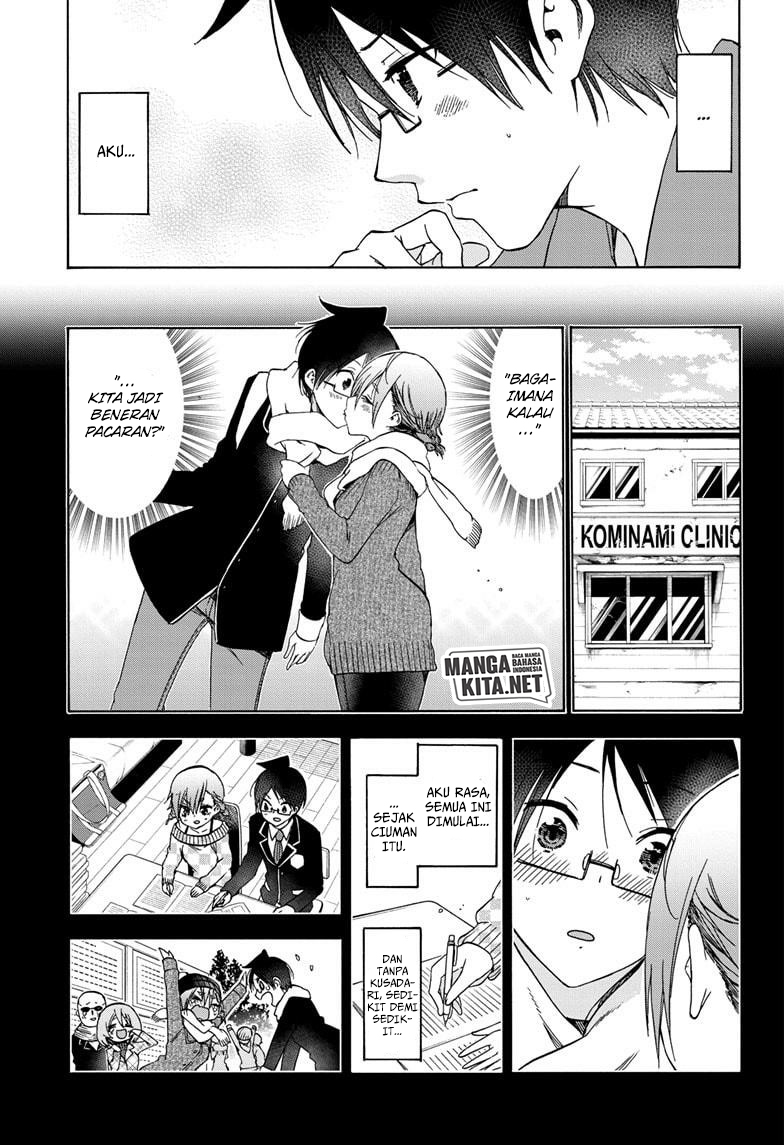 ...
AKU...
"BAGA-
IMANA
KALAU
..."
"...
KITA JADI
BENERAN
PACARAN?"
KOMINAMI CLINIC
MANGA
KITA.NET
BACA MANGA
BAHASA
INDONESIA
AKU RASA,
SEMUA INI
DIMULAI...
...
SEJAK
CIUMAN
ITU.
DAN
TANPA
KUSADA-
RI, SEDI-
KIT DEMI
SEDIK-
IT...